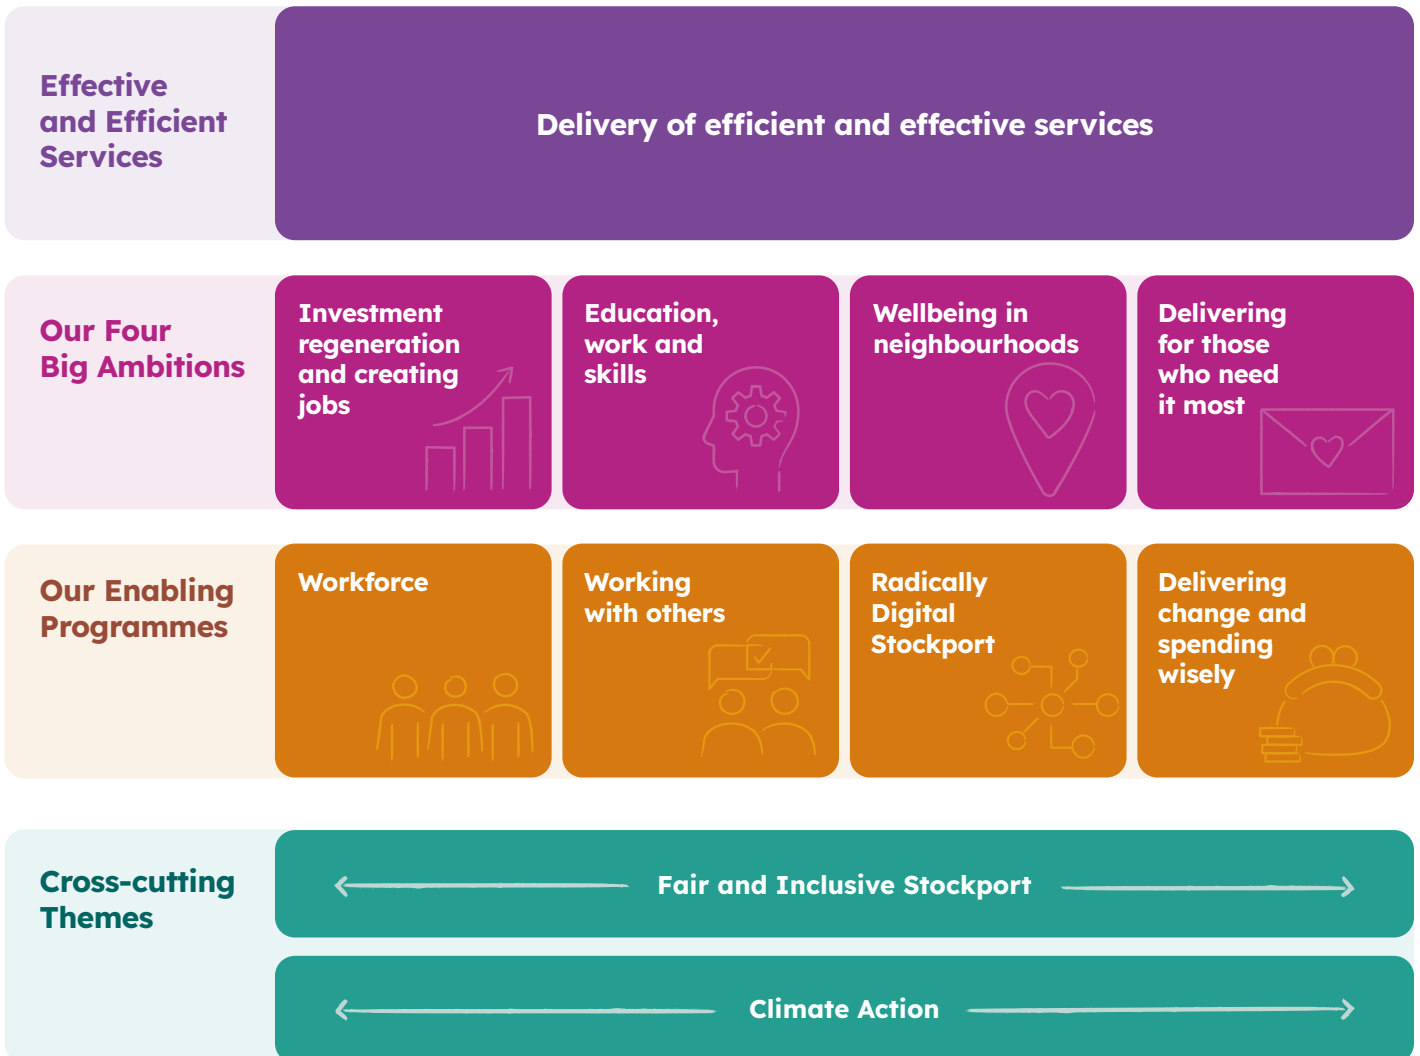 Effective
and Efficient
Services
Delivery of efficient and effective services
Our Four
Big Ambitions
Investment
regeneration
and creating
jobs
Education,
work and
skills
Wellbeing in
neighbourhoods
Delivering
for those
who need
it most
Our Enabling
Programmes
Workforce
Working
with others
Radically
Digital
Stockport
Delivering
change and
spending
wisely
Cross-cutting
Themes
Fair and Inclusive Stockport
Climate Action